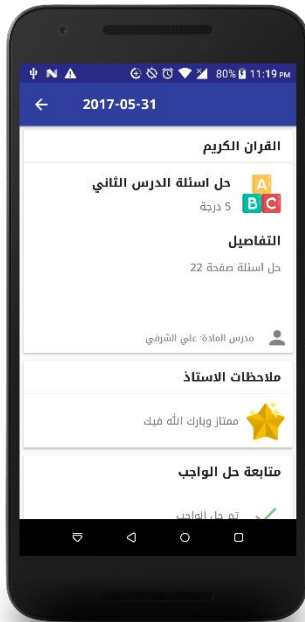 80% 11:19 PM
2017-05-31
القران الكريم
حل اسئلة الدرس الثاني
5 درجة
A
B C
التفاصيل
حل اسئلة صفحة 22
مدرس المادة: علي الشرفي
ملاحظات الاستاذ
ممتاز وبارك الله فيك
متابعة حل الواجب
تم حل الواجب